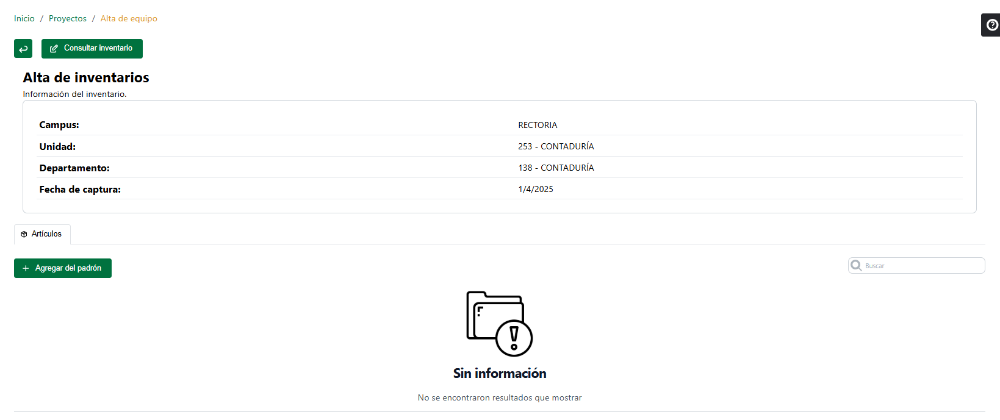 Inicio / Proyectos / Alta de equipo
Consultar inventario
Alta de inventarios
Información del inventario.
Campus: RECTORIA
Unidad: 253 - CONTADURÍA
Departamento: 138 - CONTADURÍA
Fecha de captura: 1/4/2025
Artículos
+ Agregar del padrón
Buscar
Sin información
No se encontraron resultados que mostrar